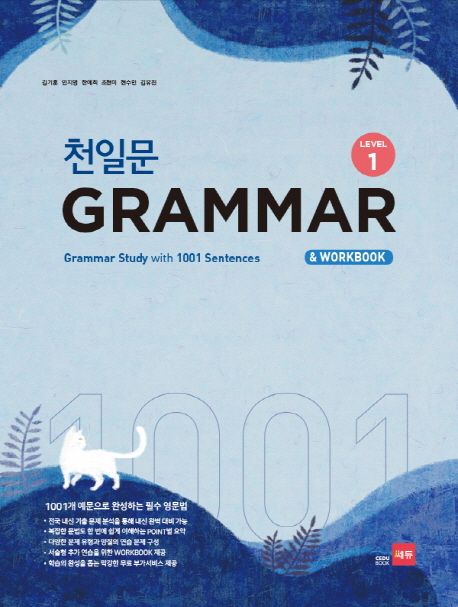 김기훈 민지영 한예희 조현미 현수민 김유진
천일문
LEVEL
1
GRAMMAR
Grammar Study with 1001 Sentences
& WORKBOOK
1001
1001개 예문으로 완성하는 필수 영문법
• 전국 내신 기출 문제 분석을 통해 내신 완벽 대비 가능
• 복잡한 문법도 한 번에 쉽게 이해하는 POINT별 요약
• 다양한 문제 유형과 양질의 연습 문제 구성
• 서술형 추가 연습을 위한 WORKBOOK 제공
• 학습의 완성을 돕는 막강한 무료 부가서비스 제공
CEDU
BOOK
쎄듀